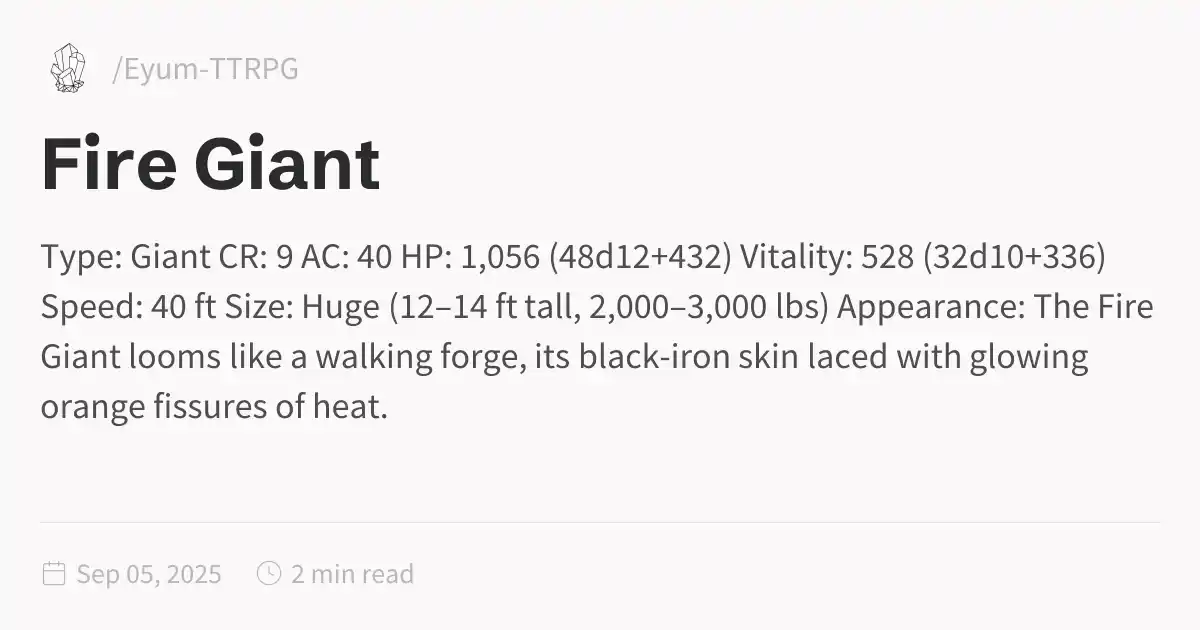 /Eyum-TTRPG
Fire Giant
Type: Giant CR: 9 AC: 40 HP: 1,056 (48d12+432) Vitality: 528 (32d10+336)
Speed: 40 ft Size: Huge (12–14 ft tall, 2,000–3,000 lbs) Appearance: The Fire
Giant looms like a walking forge, its black-iron skin laced with glowing
orange fissures of heat.
Sep 05, 2025 2 min read